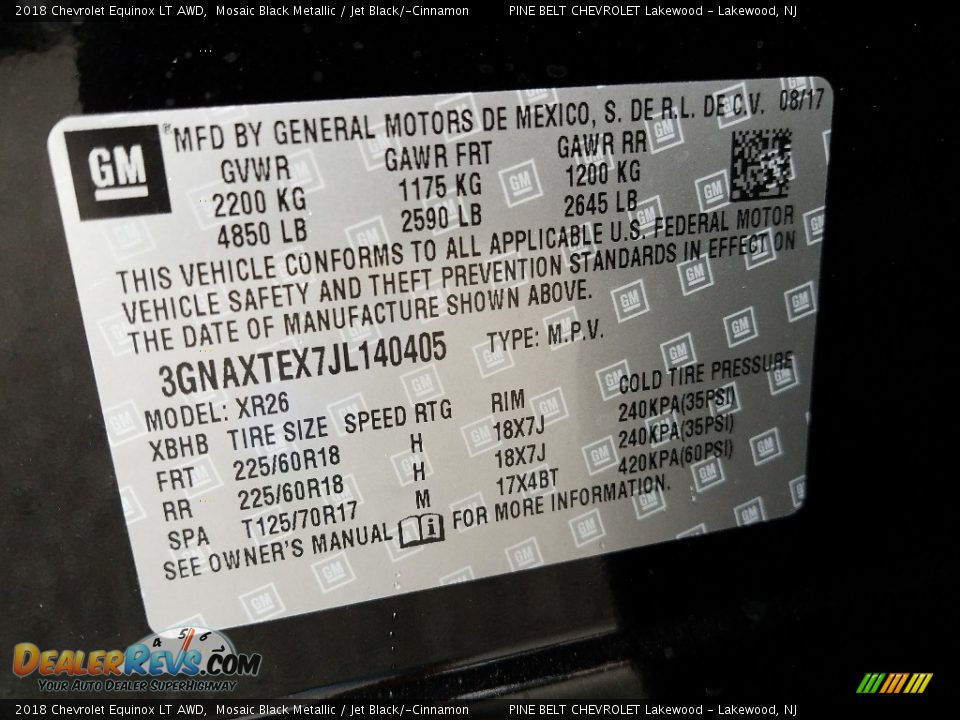 2018 Chevrolet Equinox LT AWD, Mosaic Black Metallic / Jet Black/-Cinnamon PINE BELT CHEVROLET Lakewood - Lakewood, NJ
GM® MFD BY GENERAL MOTORS DE MEXICO, S. DE R.L. DE C.V. 08/17
GVWR GAWR FRT GAWR RR
2200 KG 1175 KG 1200 KG
4850 LB 2590 LB 2645 LB
THIS VEHICLE CONFORMS TO ALL APPLICABLE U.S. FEDERAL MOTOR
VEHICLE SAFETY AND THEFT PREVENTION STANDARDS IN EFFECT ON
THE DATE OF MANUFACTURE SHOWN ABOVE.
3GNAXTEX7JL140405 TYPE: M.P.V.
MODEL: XR26
XBHB TIRE SIZE SPEED RTG RIM COLD TIRE PRESSURE
FRT 225/60R18 H 18X7J 240KPA(35PSI)
RR 225/60R18 H 18X7J 240KPA(35PSI)
SPA T125/70R17 M 17X4BT 420KPA(60PSI)
SEE OWNER'S MANUAL FOR MORE INFORMATION.
4 5 6
DEALERREVS.COM
YOUR AUTO DEALER SUPERHIGHWAY
2018 Chevrolet Equinox LT AWD, Mosaic Black Metallic / Jet Black/-Cinnamon PINE BELT CHEVROLET Lakewood - Lakewood, NJ